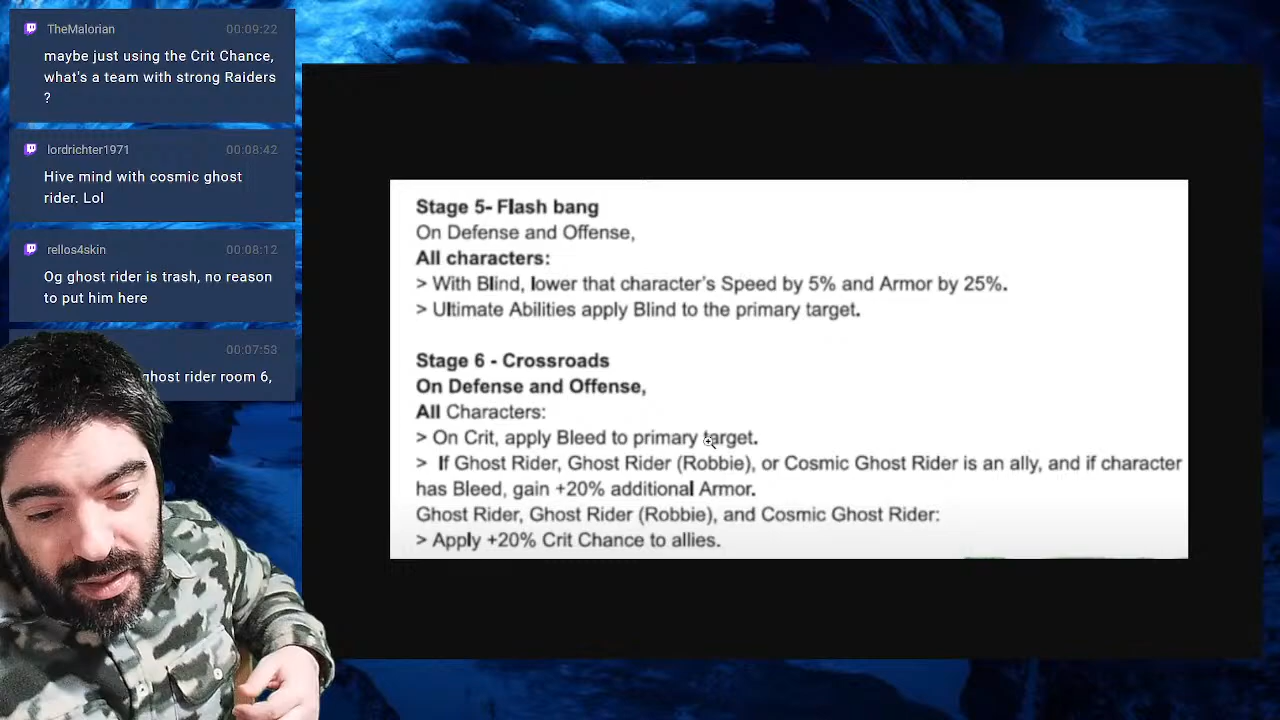 TheMalorian 00:09:22
maybe just using the Crit Chance,
what's a team with strong Raiders
?
lordrichter1971 00:08:42
Hive mind with cosmic ghost
rider. Lol
rellos4skin 00:08:12
Og ghost rider is trash, no reason
to put him here
00:07:53
ghost rider room 6,
Stage 5- Flash bang
On Defense and Offense,
All characters:
> With Blind, lower that character's Speed by 5% and Armor by 25%.
> Ultimate Abilities apply Blind to the primary target.
Stage 6 - Crossroads
On Defense and Offense,
All Characters:
> On Crit, apply Bleed to primary target.
> If Ghost Rider, Ghost Rider (Robbie), or Cosmic Ghost Rider is an ally, and if character
has Bleed, gain +20% additional Armor.
Ghost Rider, Ghost Rider (Robbie), and Cosmic Ghost Rider:
> Apply +20% Crit Chance to allies.